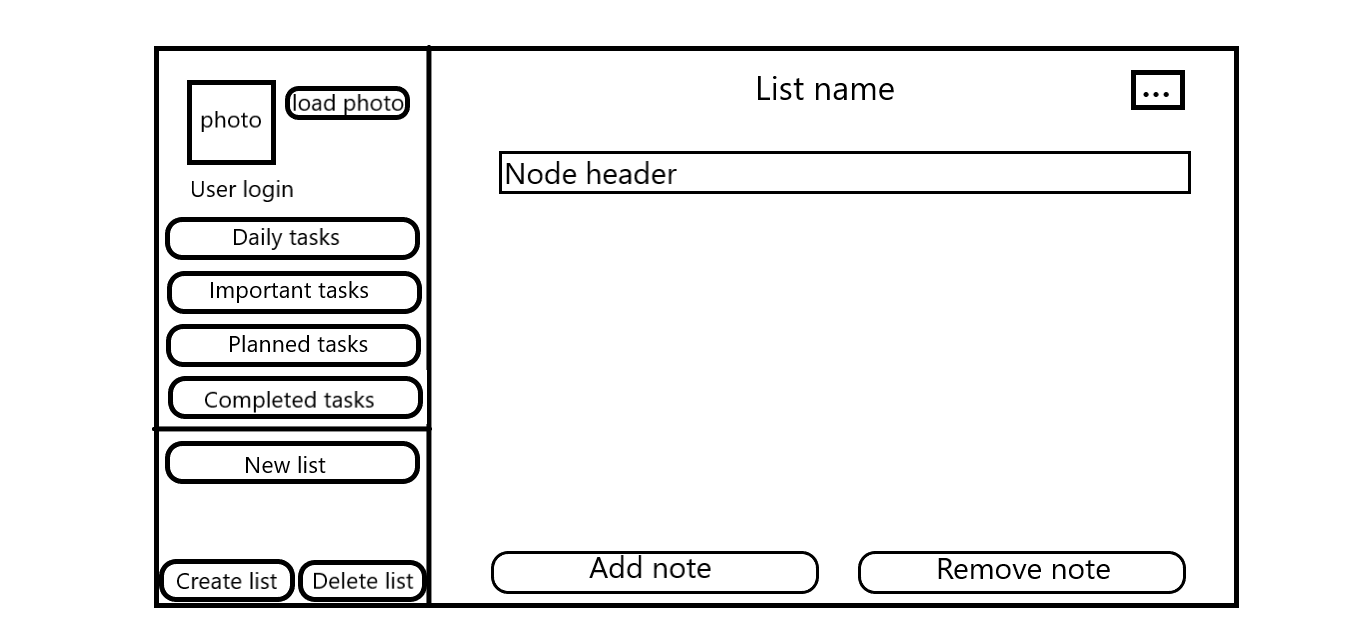 photo
load photo
User login
Daily tasks
Important tasks
Planned tasks
Completed tasks
New list
Create list
Delete list
List name
...
Node header
Add note
Remove note